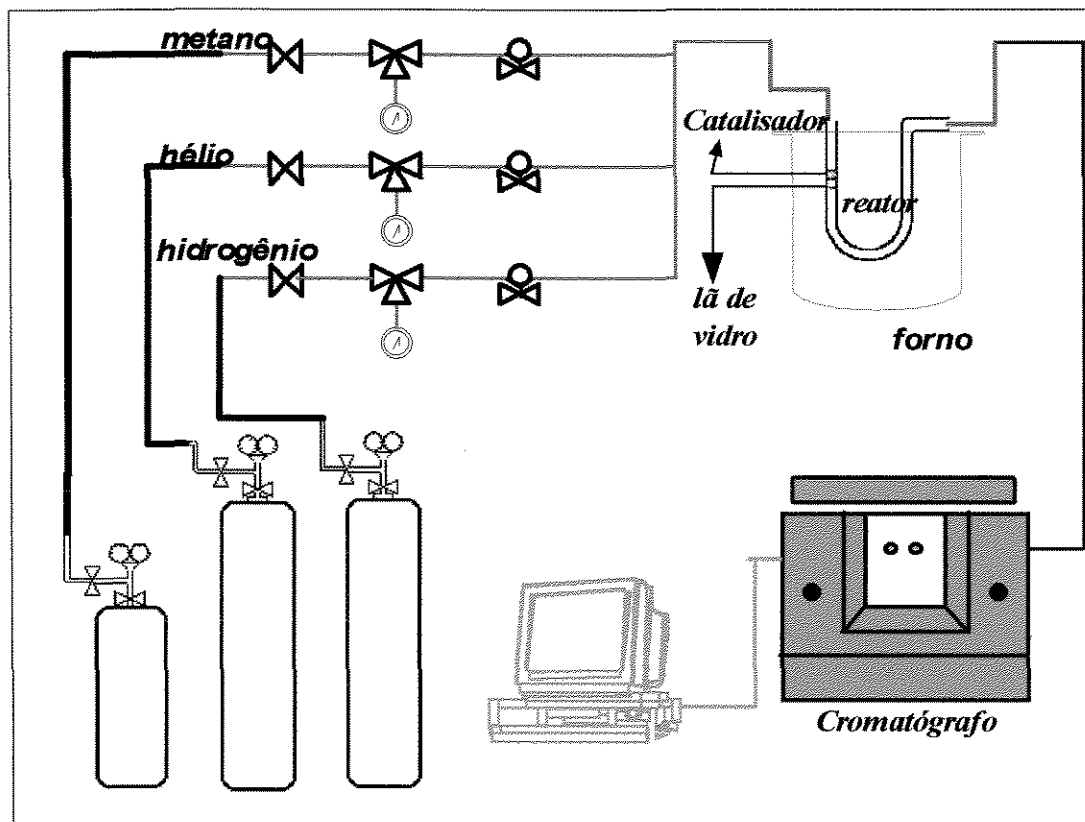 metano
hélio
hidrogênio
Catalisador
reator
lã de
vidro
forno
Cromatógrafo